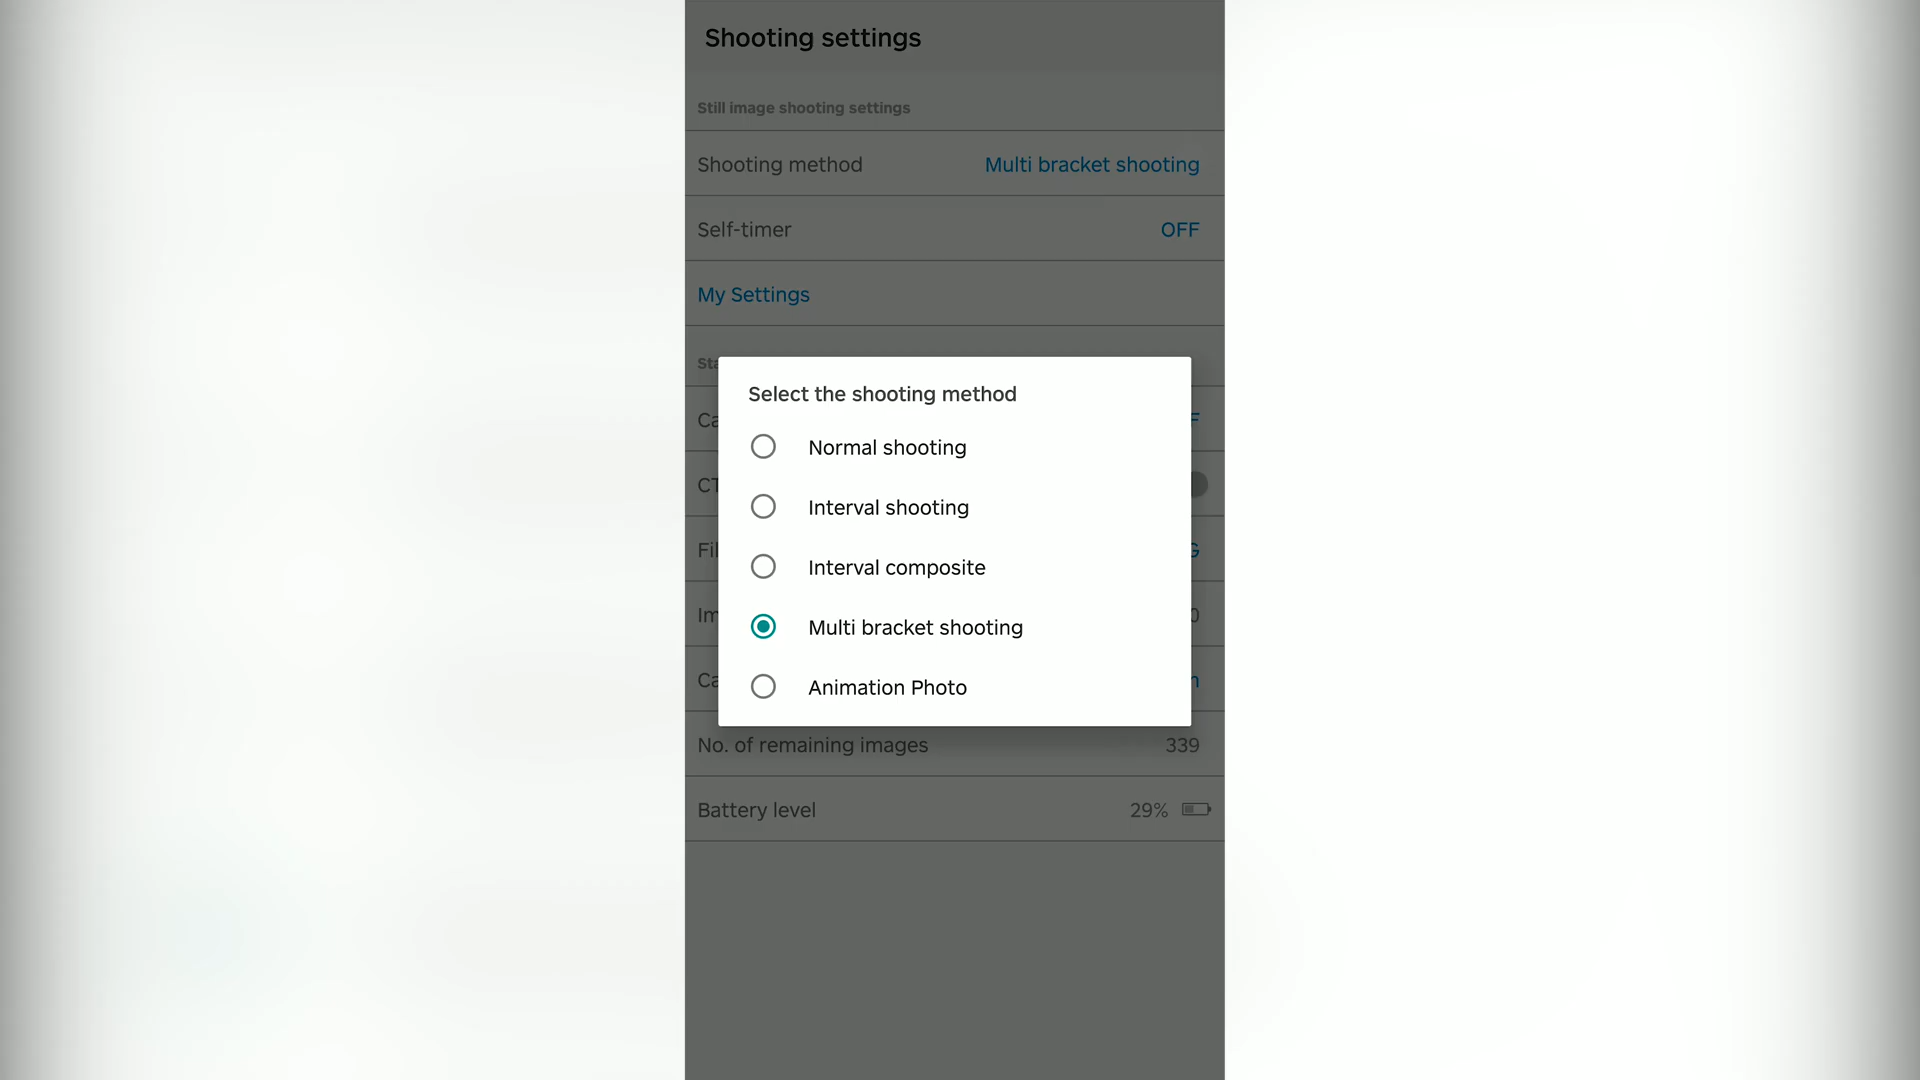 Shooting settings
Still image shooting settings
Shooting method Multi bracket shooting
Self-timer OFF
My Settings
Select the shooting method
Normal shooting
Interval shooting
Interval composite
Multi bracket shooting
Animation Photo
No. of remaining images 339
Battery level 29%